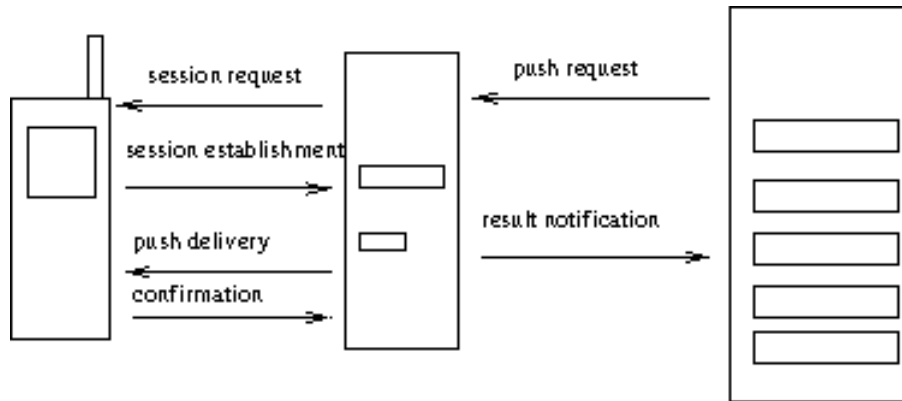 session request
push request
session establishment
result notification
push delivery
confirmation